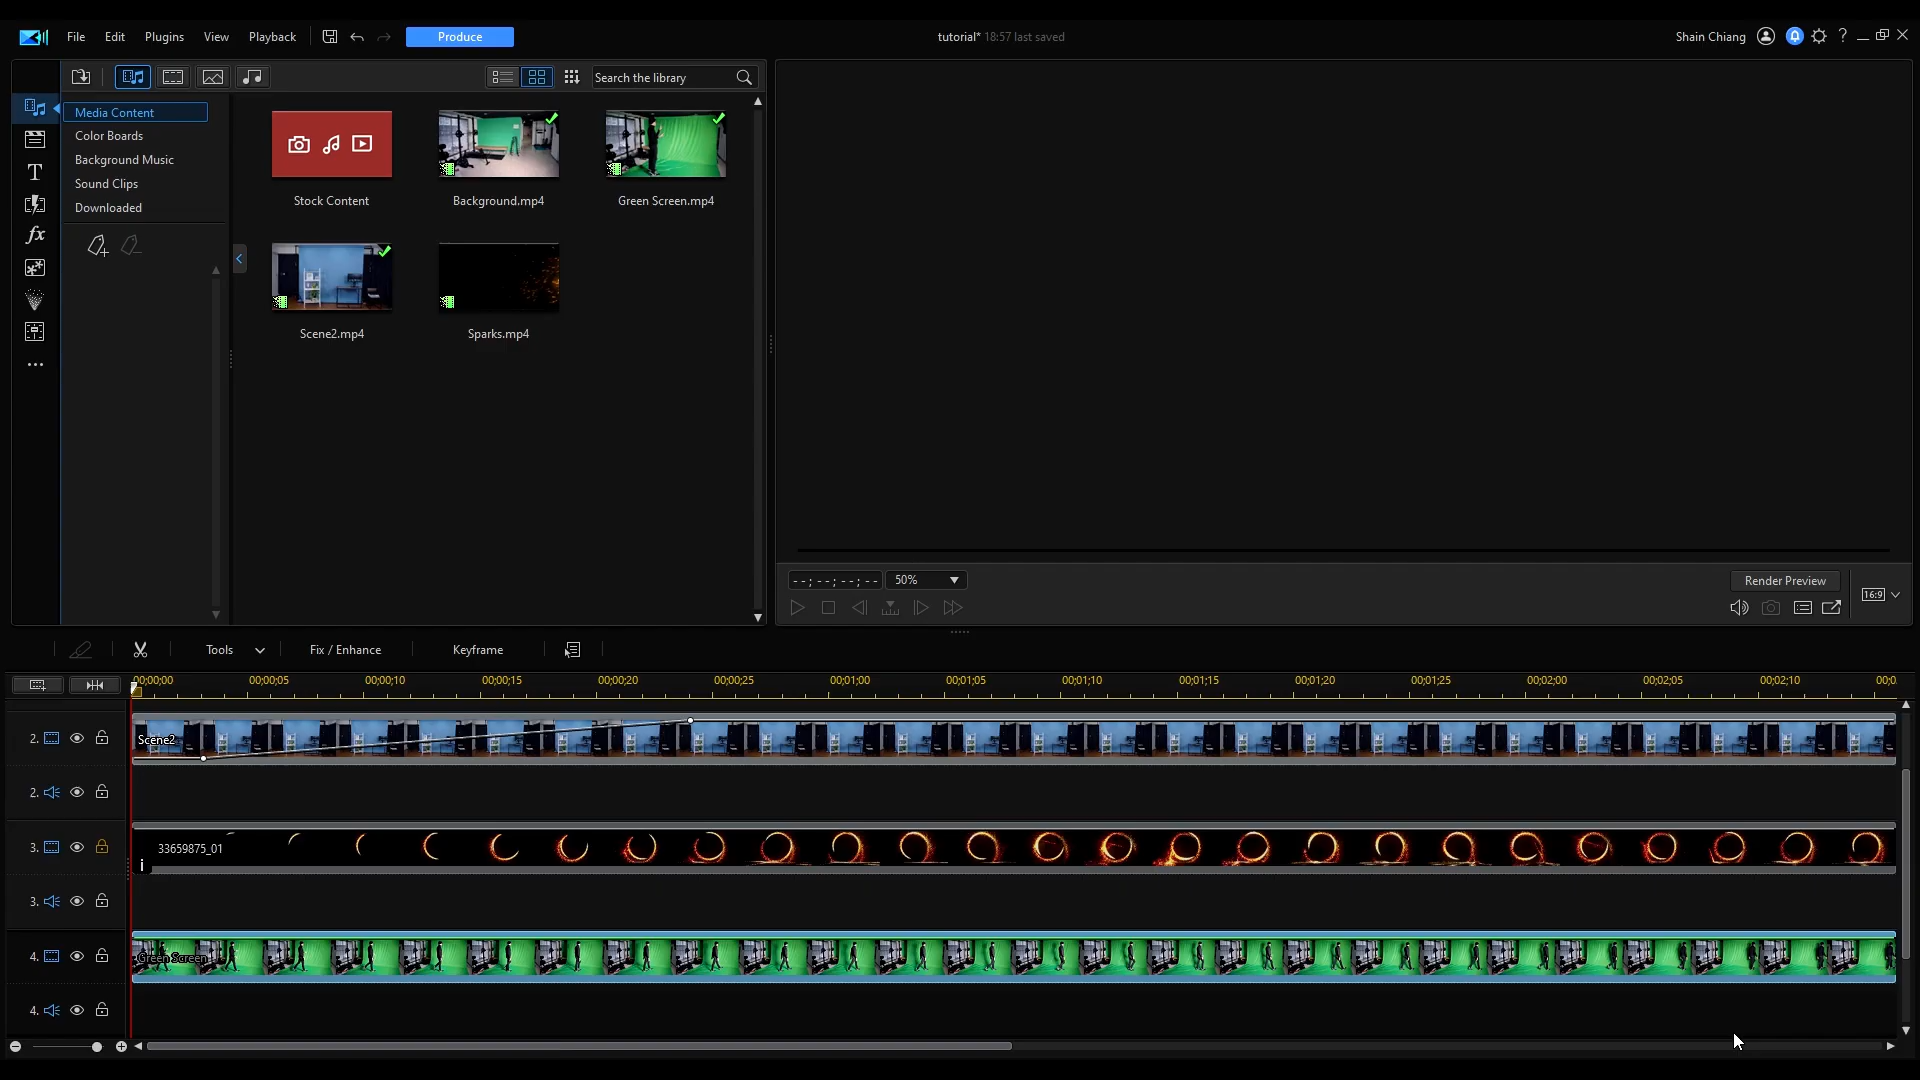 File Edit Plugins View Playback Produce tutorial* 18:57 last saved Shain Chiang ?
Search the library
Media Content
Color Boards
Background Music
Sound Clips
Downloaded
T
fx
Stock Content Background.mp4 Green Screen.mp4
Scene2.mp4 Sparks.mp4
--;--;--;-- 50% Render Preview
16:9
Tools Fix / Enhance Keyframe
00;00;00 00;00;05 00;00;10 00;00;15 00;00;20 00;00;25 00;01;00 00;01;05 00;01;10 00;01;15 00;01;20 00;01;25 00;02;00 00;02;05 00;02;10 00;0
2. Scene2
2.
3. 33659875_01
i
3.
4. Green Screen
4.